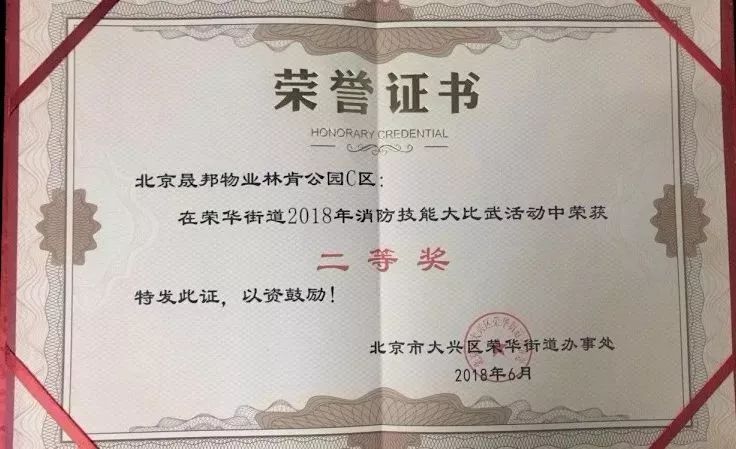 荣誉证书
HONORARY CREDENTIAL
北京晟邦物业林肯公园C区:
在荣华街道2018年消防技能大比武活动中荣获
二等奖
特发此证，以资鼓励！
北京市大兴区荣华街道办事处
2018年6月